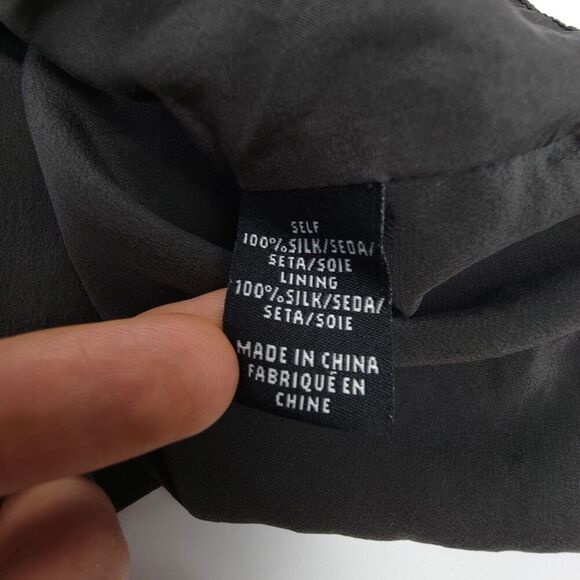 SELF
100%SILK/SEDA/
SETA/SOIE
LINING
100%SILK/SEDA/
SETA/SOIE
MADE IN CHINA
FABRIQUÉ EN
CHINE